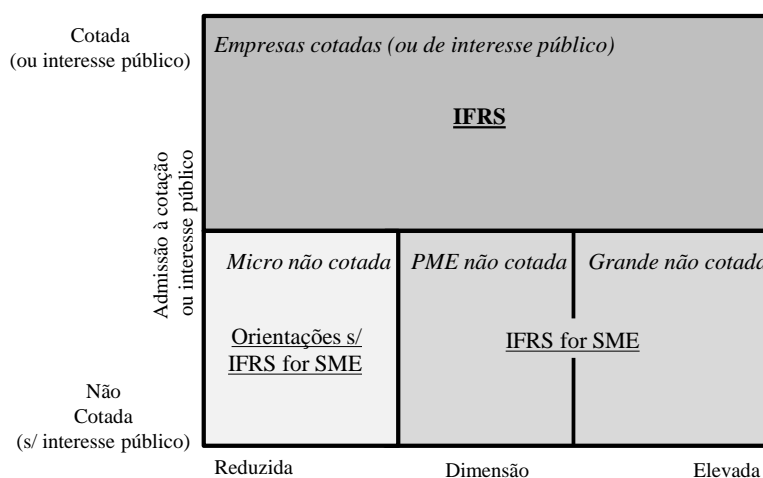 Cotada
(ou interesse público)
Empresas cotadas (ou de interesse público)
IFRS
Admissão à cotação
ou interesse público
Micro não cotada
PME não cotada
Grande não cotada
Orientações s/
IFRS for SME
IFRS for SME
Não
Cotada
(s/ interesse público)
Reduzida
Dimensão
Elevada